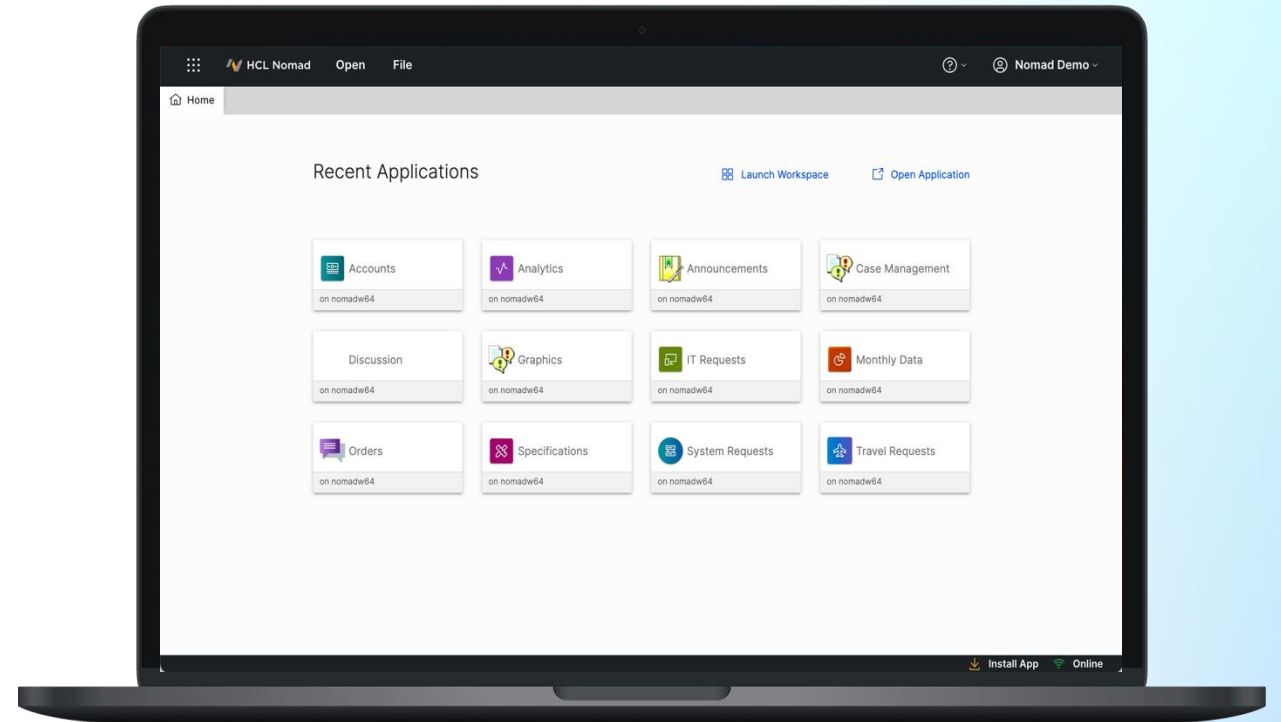 HCL Nomad Open File Nomad Demo
Home
Recent Applications Launch Workspace Open Application
Accounts Analytics Announcements Case Management
on nomadw64 on nomadw64 on nomadw64 on nomadw64
Discussion Graphics IT Requests Monthly Data
on nomadw64 on nomadw64 on nomadw64 on nomadw64
Orders Specifications System Requests Travel Requests
on nomadw64 on nomadw64 on nomadw64 on nomadw64
Install App Online